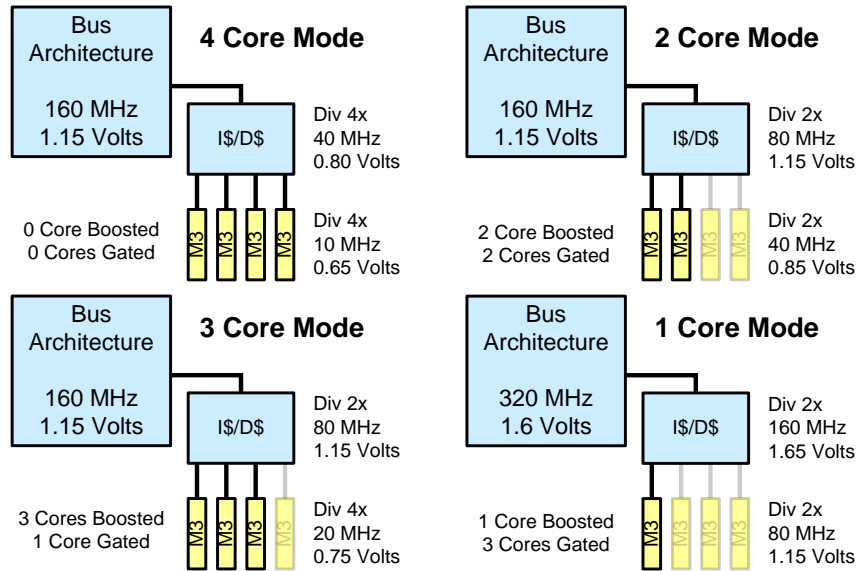 Bus
Architecture
160 MHz
1.15 Volts
4 Core Mode
I$/D$
Div 4x
40 MHz
0.80 Volts
0 Core Boosted
0 Cores Gated
M3
M3
M3
M3
Div 4x
10 MHz
0.65 Volts
Bus
Architecture
160 MHz
1.15 Volts
2 Core Mode
I$/D$
Div 2x
80 MHz
1.15 Volts
2 Core Boosted
2 Cores Gated
M3
M3
M3
M3
Div 2x
40 MHz
0.85 Volts
Bus
Architecture
160 MHz
1.15 Volts
3 Core Mode
I$/D$
Div 2x
80 MHz
1.15 Volts
3 Cores Boosted
1 Core Gated
M3
M3
M3
M3
Div 4x
20 MHz
0.75 Volts
Bus
Architecture
320 MHz
1.6 Volts
1 Core Mode
I$/D$
Div 2x
160 MHz
1.65 Volts
1 Core Boosted
3 Cores Gated
M3
M3
M3
M3
Div 2x
80 MHz
1.15 Volts